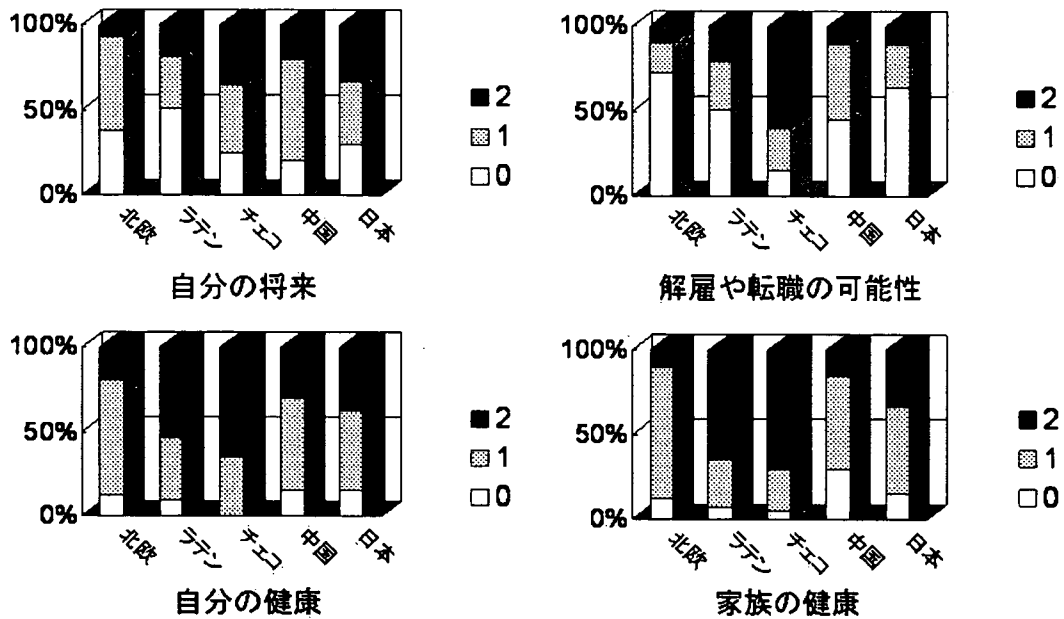 100%
50%
0%
北欧
ラテン
チェコ
中国
日本
2
1
0
自分の将来
100%
50%
0%
北欧
ラテン
チェコ
中国
日本
2
1
0
解雇や転職の可能性
100%
50%
0%
北欧
ラテン
チェコ
中国
日本
2
1
0
自分の健康
100%
50%
0%
北欧
ラテン
チェコ
中国
日本
2
1
0
家族の健康